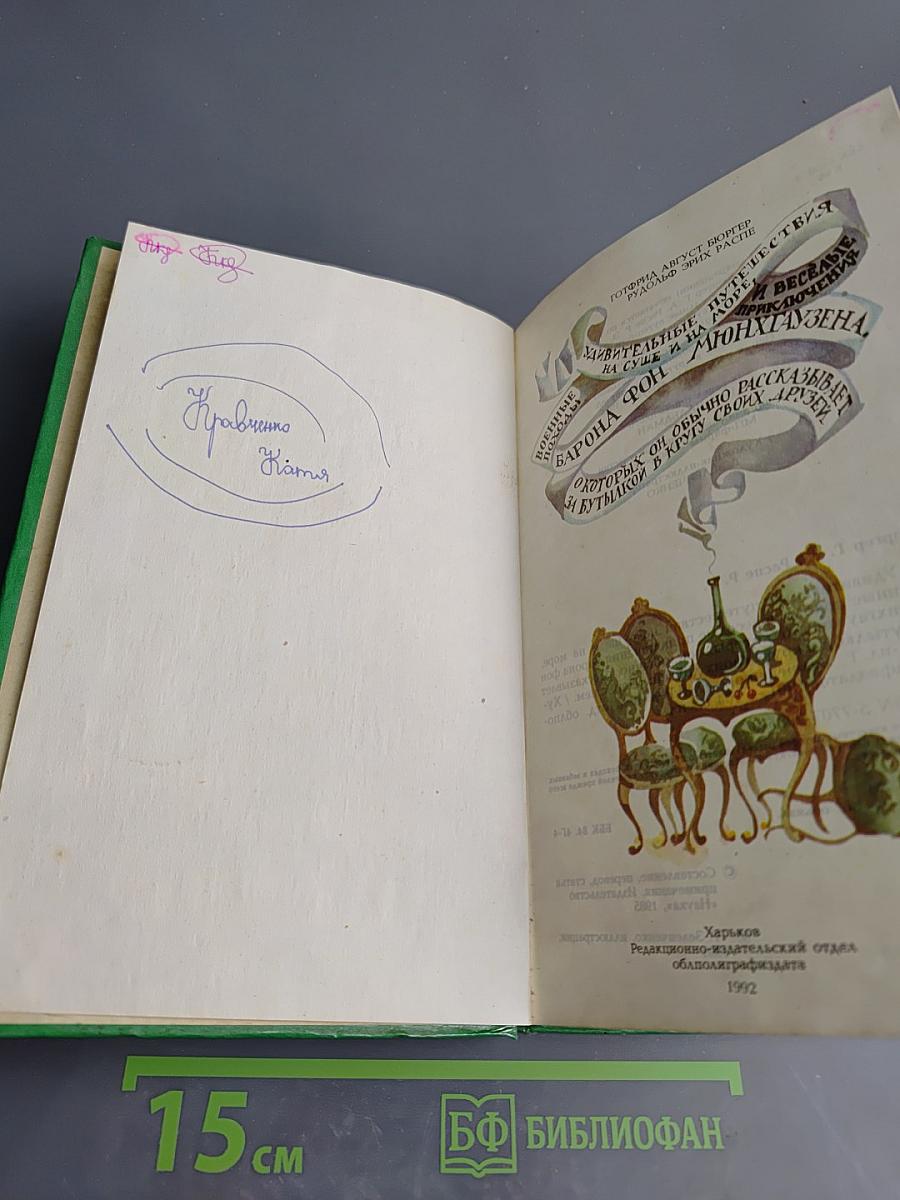 Кравченко
Катя
ГОТФРИД АВГУСТ БЮРГЕР
РУДОЛЬФ ЭРИХ РАСПЕ
УДИВИТЕЛЬНЫЕ ПУТЕШЕСТВИЯ
НА СУШЕ И НА МОРЕ,
ВОЕННЫЕ
ПОХОДЫ
И ВЕСЕЛЫЕ
ПРИКЛЮЧЕНИЯ
БАРОНА ФОН МЮНХГАУЗЕНА,
О КОТОРЫХ ОН ОБЫЧНО РАССКАЗЫВАЕТ
ЗА БУТЫЛКОЙ В КРУГУ СВОИХ ДРУЗЕЙ
Харьков
Редакционно-издательский отдел
облполиграфиздата
1992
15 см
БФ БИБЛИОФАН